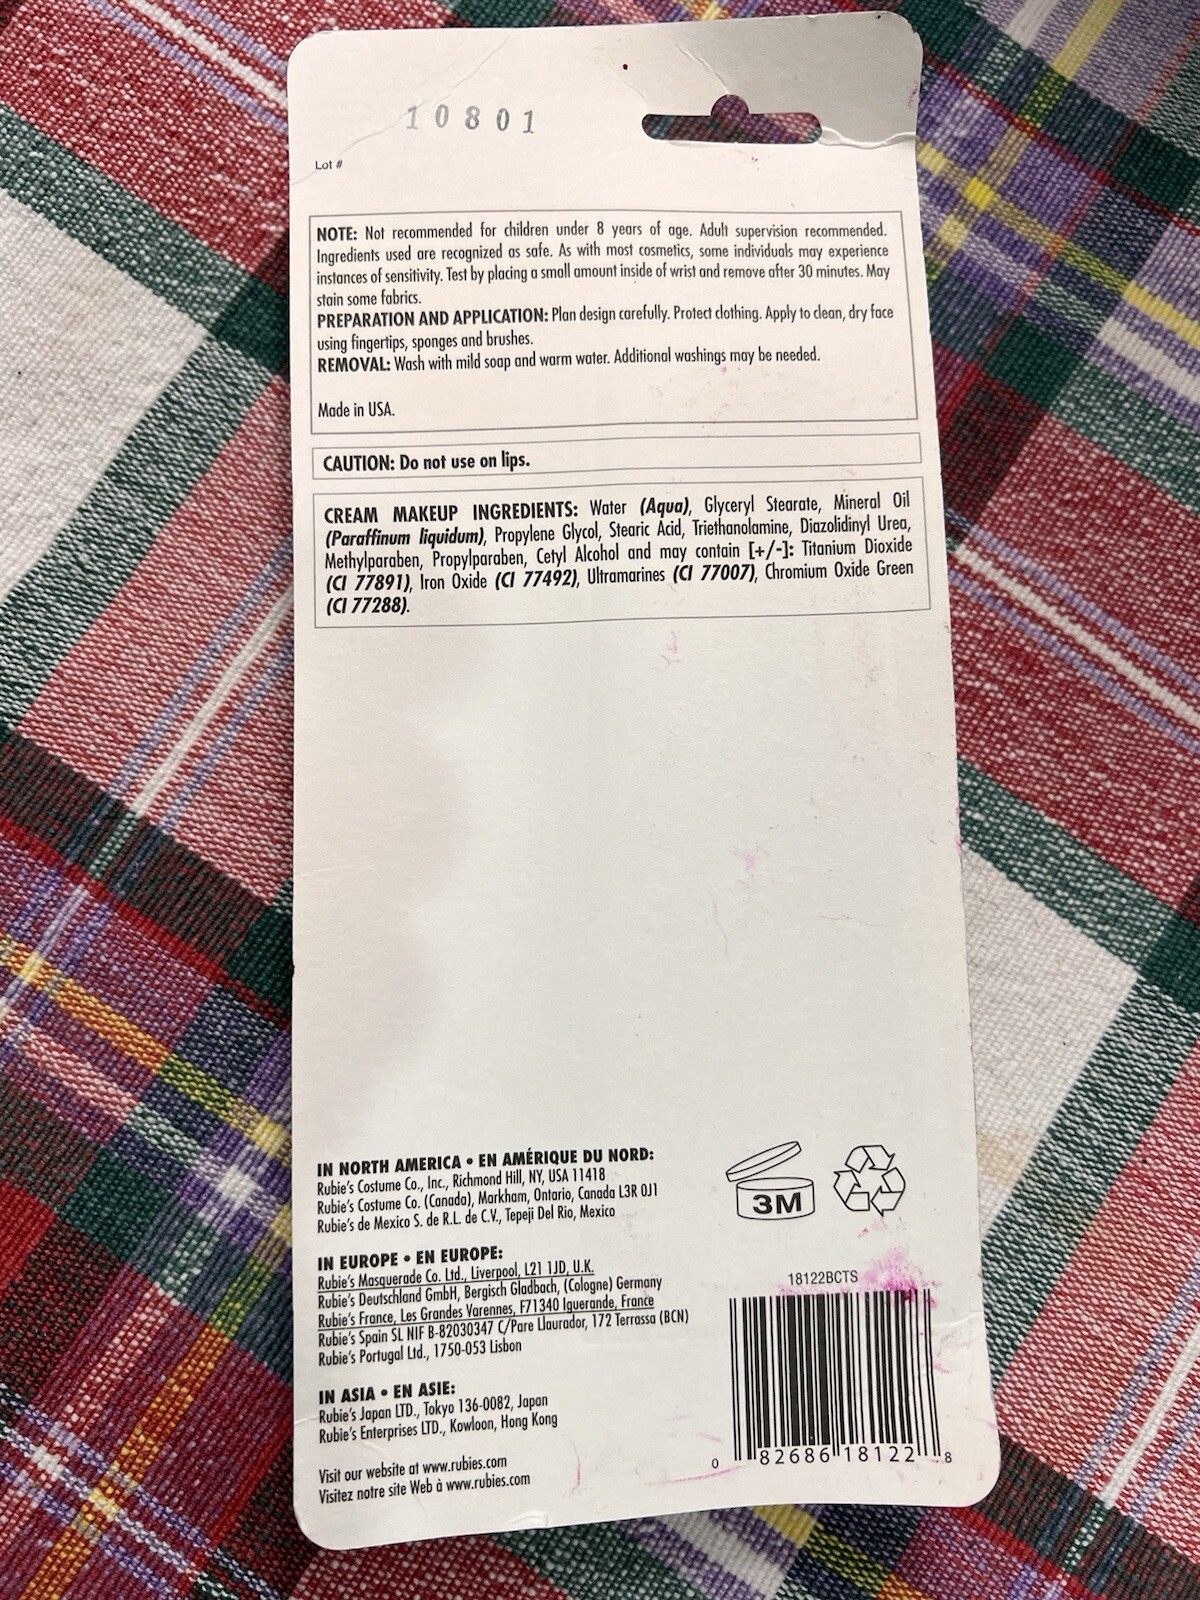 10801
Lot #
NOTE: Not recommended for children under 8 years of age. Adult supervision recommended.
Ingredients used are recognized as safe. As with most cosmetics, some individuals may experience
instances of sensitivity. Test by placing a small amount inside of wrist and remove after 30 minutes. May
stain some fabrics.
PREPARATION AND APPLICATION: Plan design carefully. Protect clothing. Apply to clean, dry face
using fingertips, sponges and brushes.
REMOVAL: Wash with mild soap and warm water. Additional washings may be needed.
Made in USA.
CAUTION: Do not use on lips.
CREAM MAKEUP INGREDIENTS: Water (Aqua), Glyceryl Stearate, Mineral Oil
(Paraffinum liquidum), Propylene Glycol, Stearic Acid, Triethanolamine, Diazolidinyl Urea,
Methylparaben, Propylparaben, Cetyl Alcohol and may contain [+/-]: Titanium Dioxide
(CI 77891), Iron Oxide (CI 77492), Ultramarines (CI 77007), Chromium Oxide Green
(CI 77288).
IN NORTH AMERICA • EN AMÉRIQUE DU NORD:
Rubie's Costume Co., Inc., Richmond Hill, NY, USA 11418
Rubie's Costume Co. (Canada), Markham, Ontario, Canada L3R 0J1
Rubie's de Mexico S. de R.L. de C.V., Tepeji Del Rio, Mexico
3M
IN EUROPE • EN EUROPE:
Rubie's Masquerade Co. Ltd., Liverpool, L21 1JD, U.K.
Rubie's Deutschland GmbH, Bergisch Gladbach, (Cologne) Germany
Rubie's France, Les Grandes Varennes, F71340 Iguerande, France
Rubie's Spain SL NIF B-82030347 C/Pare Llaurador, 172 Terrassa (BCN)
Rubie's Portugal Ltd., 1750-053 Lisbon
IN ASIA • EN ASIE:
Rubie's Japan LTD., Tokyo 136-0082, Japan
Rubie's Enterprises LTD., Kowloon, Hong Kong
Visit our website at www.rubies.com
Visitez notre site Web à www.rubies.com
18122BCTS
0 82686 18122 8